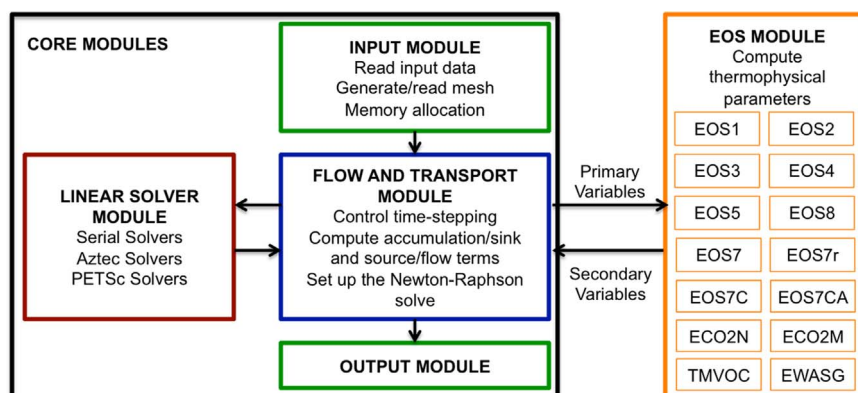 CORE MODULES
INPUT MODULE
Read input data
Generate/read mesh
Memory allocation
LINEAR SOLVER
MODULE
Serial Solvers
Aztec Solvers
PETSc Solvers
FLOW AND TRANSPORT
MODULE
Control time-stepping
Compute accumulation/sink
and source/flow terms
Set up the Newton-Raphson
solve
OUTPUT MODULE
Primary
Variables
Secondary
Variables
EOS MODULE
Compute
thermophysical
parameters
EOS1 EOS2
EOS3 EOS4
EOS5 EOS8
EOS7 EOS7r
EOS7C EOS7CA
ECO2N ECO2M
TMVOC EWASG